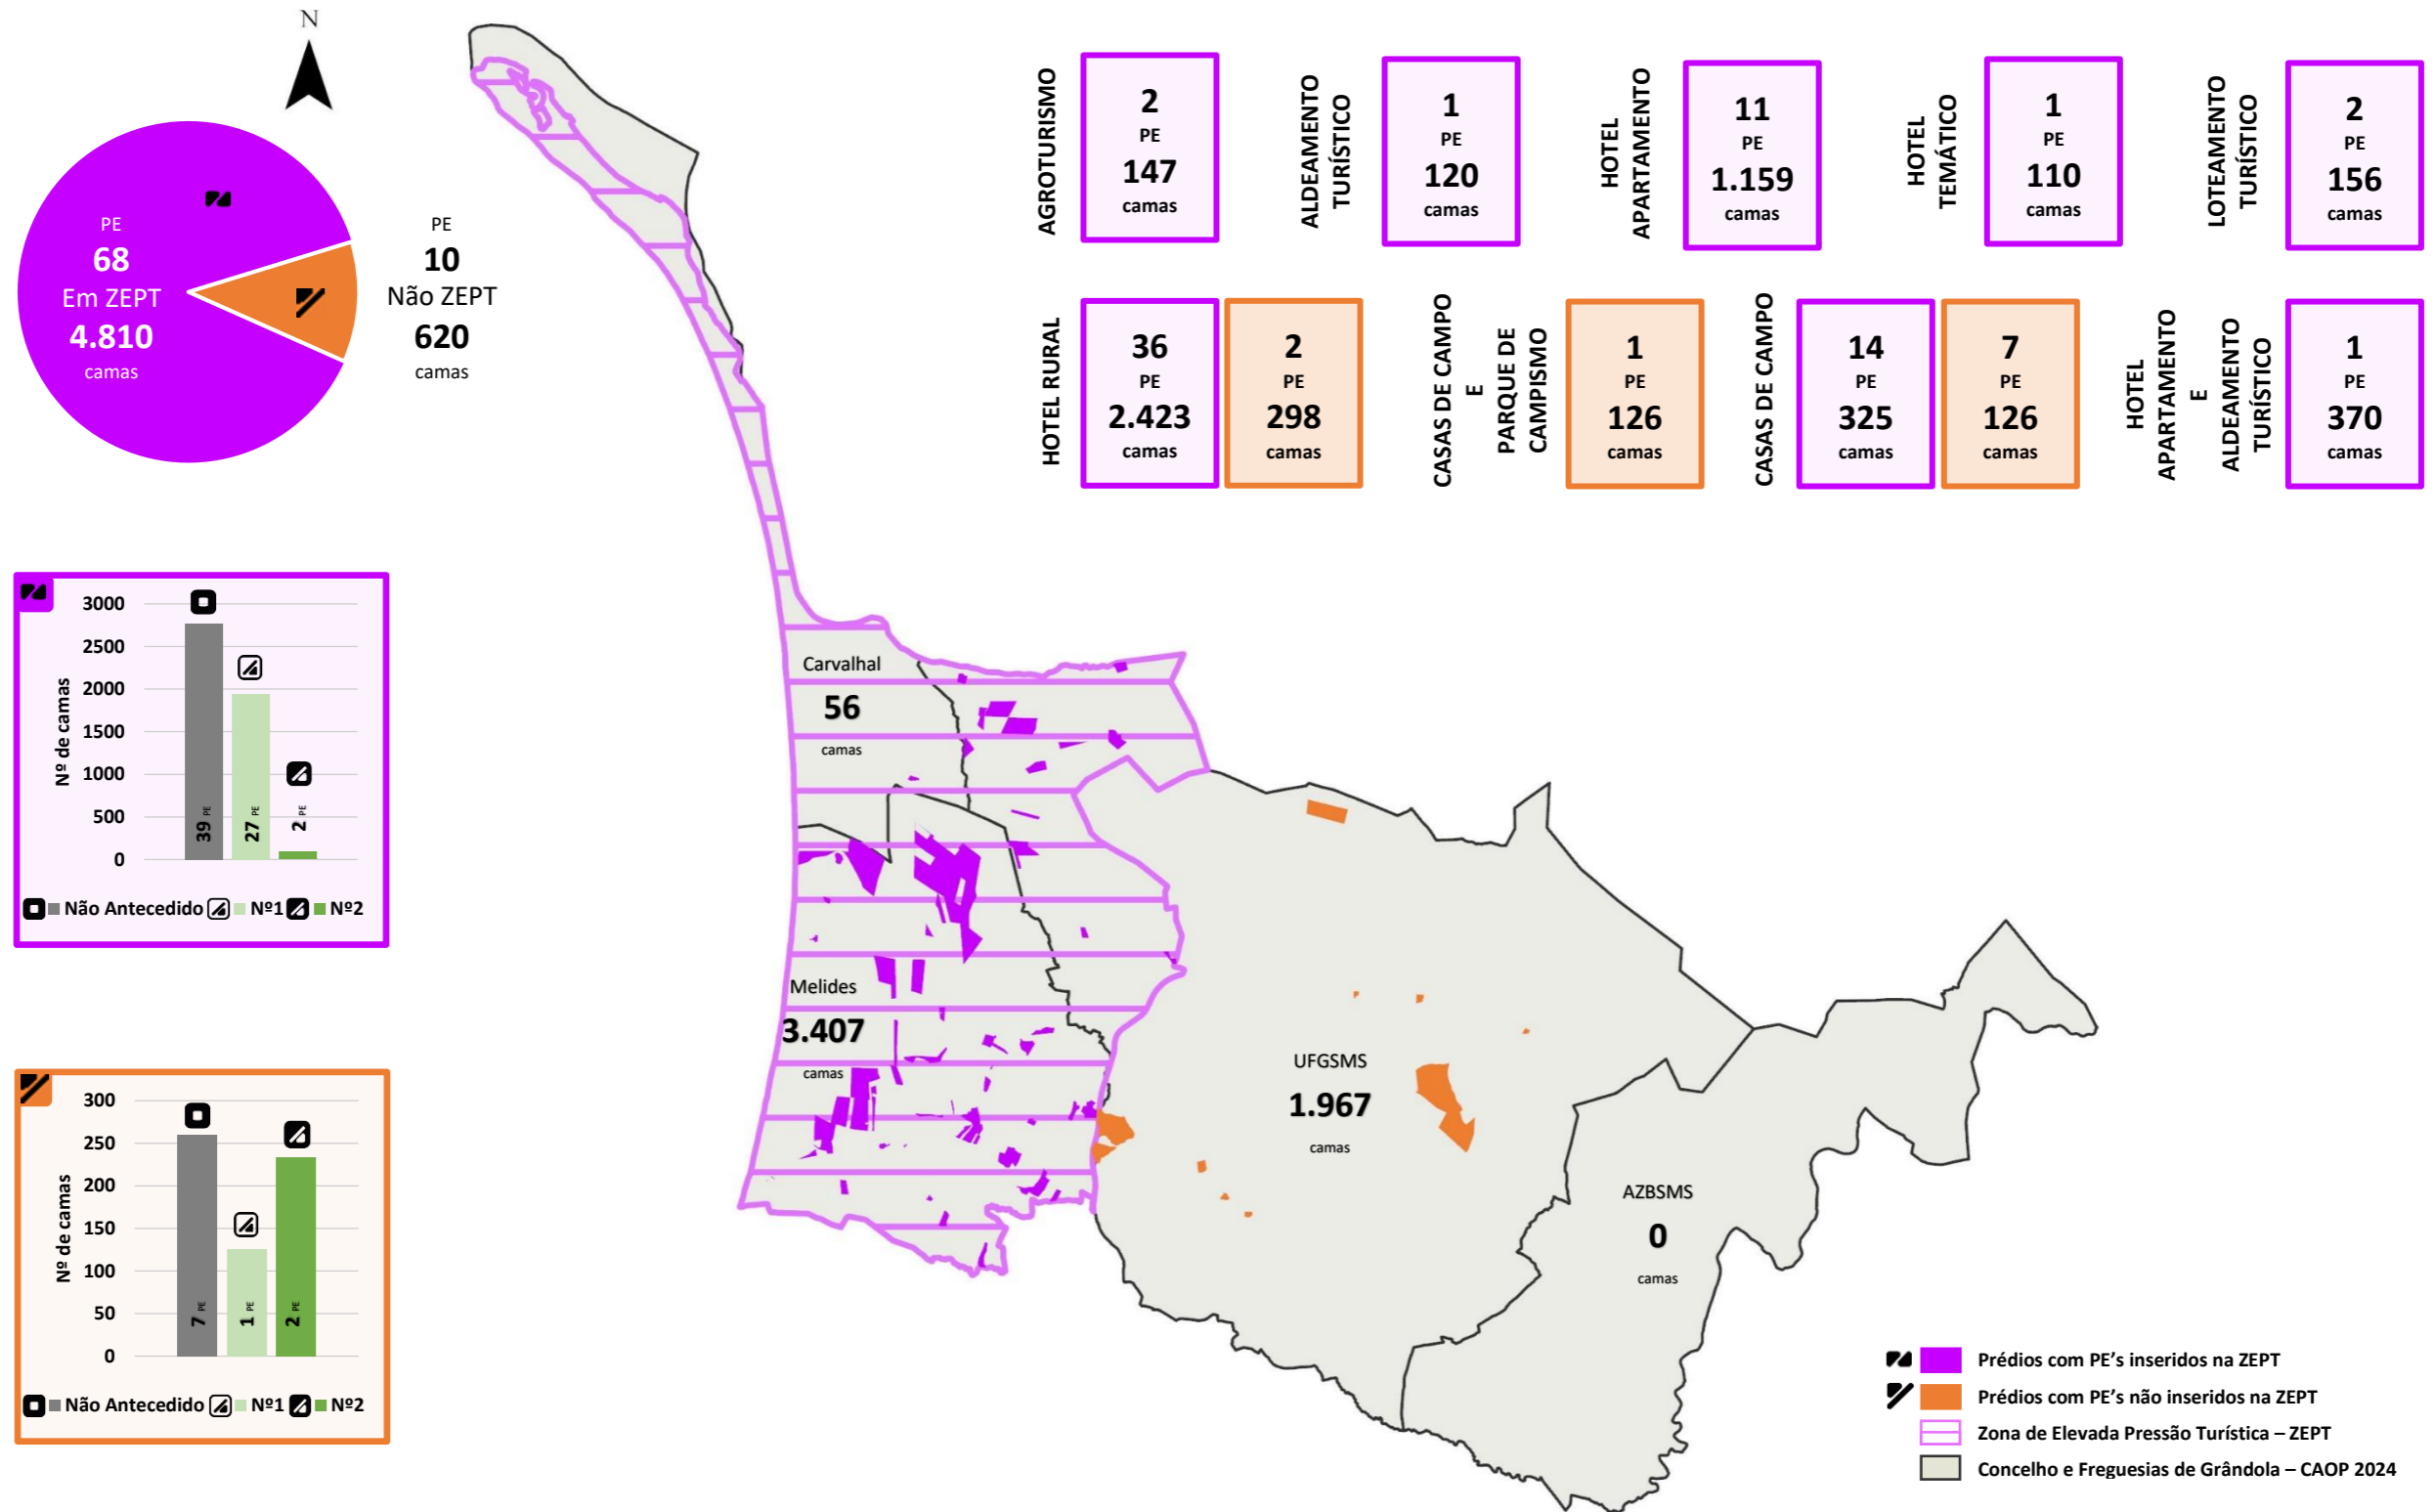 N
PE
68
Em ZEPT
4.810
camas
PE
10
Não ZEPT
620
camas
AGROTURISMO
2
PE
147
camas
ALDEAMENTO
TURÍSTICO
1
PE
120
camas
HOTEL
APARTAMENTO
11
PE
1.159
camas
HOTEL
TEMÁTICO
1
PE
110
camas
LOTEAMENTO
TURÍSTICO
2
PE
156
camas
HOTEL RURAL
36
PE
2.423
camas
2
PE
298
camas
CASAS DE CAMPO
E
PARQUE DE
CAMPISMO
1
PE
126
camas
CASAS DE CAMPO
14
PE
325
camas
7
PE
126
camas
HOTEL
APARTAMENTO
E
ALDEAMENTO
TURÍSTICO
1
PE
370
camas
Nº de camas
3000
2500
2000
1500
1000
500
0
39 PE
27 PE
2 PE
Não Antecedido Nº1 Nº2
Nº de camas
300
250
200
150
100
50
0
7 PE
1 PE
2 PE
Não Antecedido Nº1 Nº2
Carvalhal
56
camas
Melides
3.407
camas
UFGSMS
1.967
camas
AZBSMS
0
camas
Prédios com PE’s inseridos na ZEPT
Prédios com PE’s não inseridos na ZEPT
Zona de Elevada Pressão Turística – ZEPT
Concelho e Freguesias de Grândola – CAOP 2024